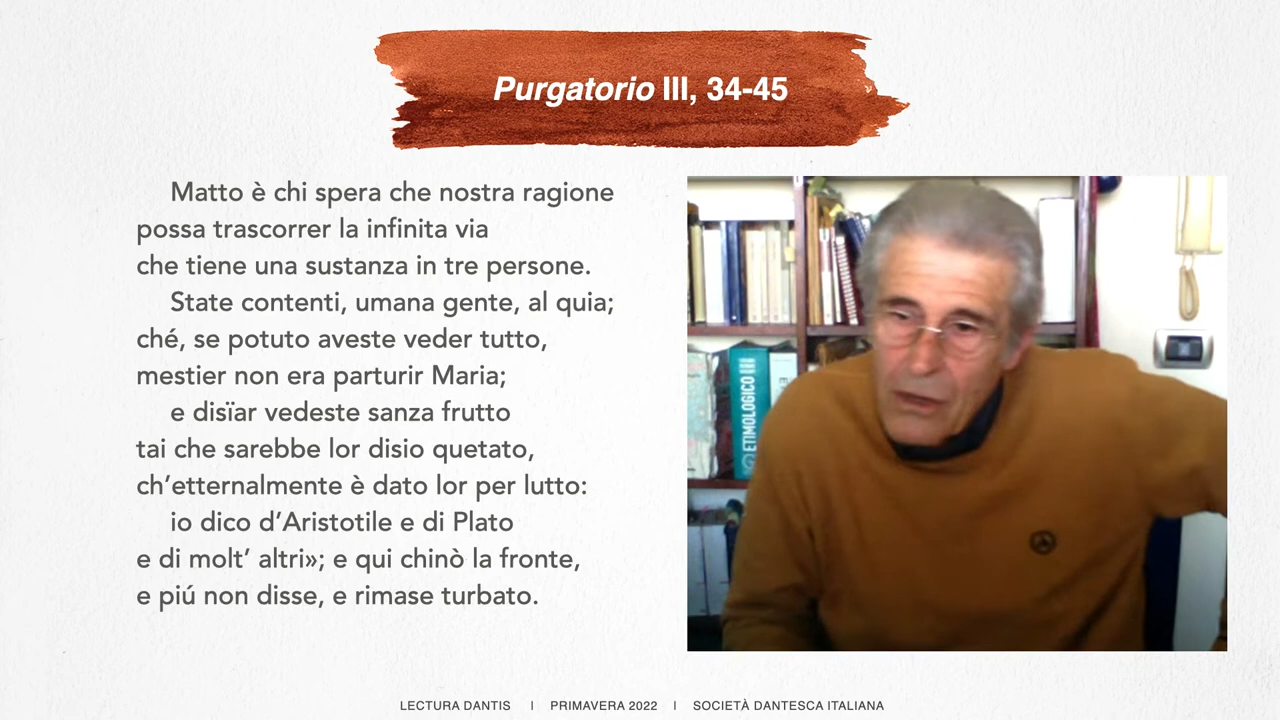 Purgatorio III, 34-45
Matto è chi spera che nostra ragione
possa trascorrer la infinita via
che tiene una sustanza in tre persone.
State contenti, umana gente, al quia;
ché, se potuto aveste veder tutto,
mestier non era parturir Maria;
e disïar vedeste sanza frutto
tai che sarebbe lor disio quetato,
ch’etternalmente è dato lor per lutto:
io dico d’Aristotile e di Plato
e di molt’ altri»; e qui chinò la fronte,
e piú non disse, e rimase turbato.
ETIMOLOGICO
LECTURA DANTIS | PRIMAVERA 2022 | SOCIETÀ DANTESCA ITALIANA